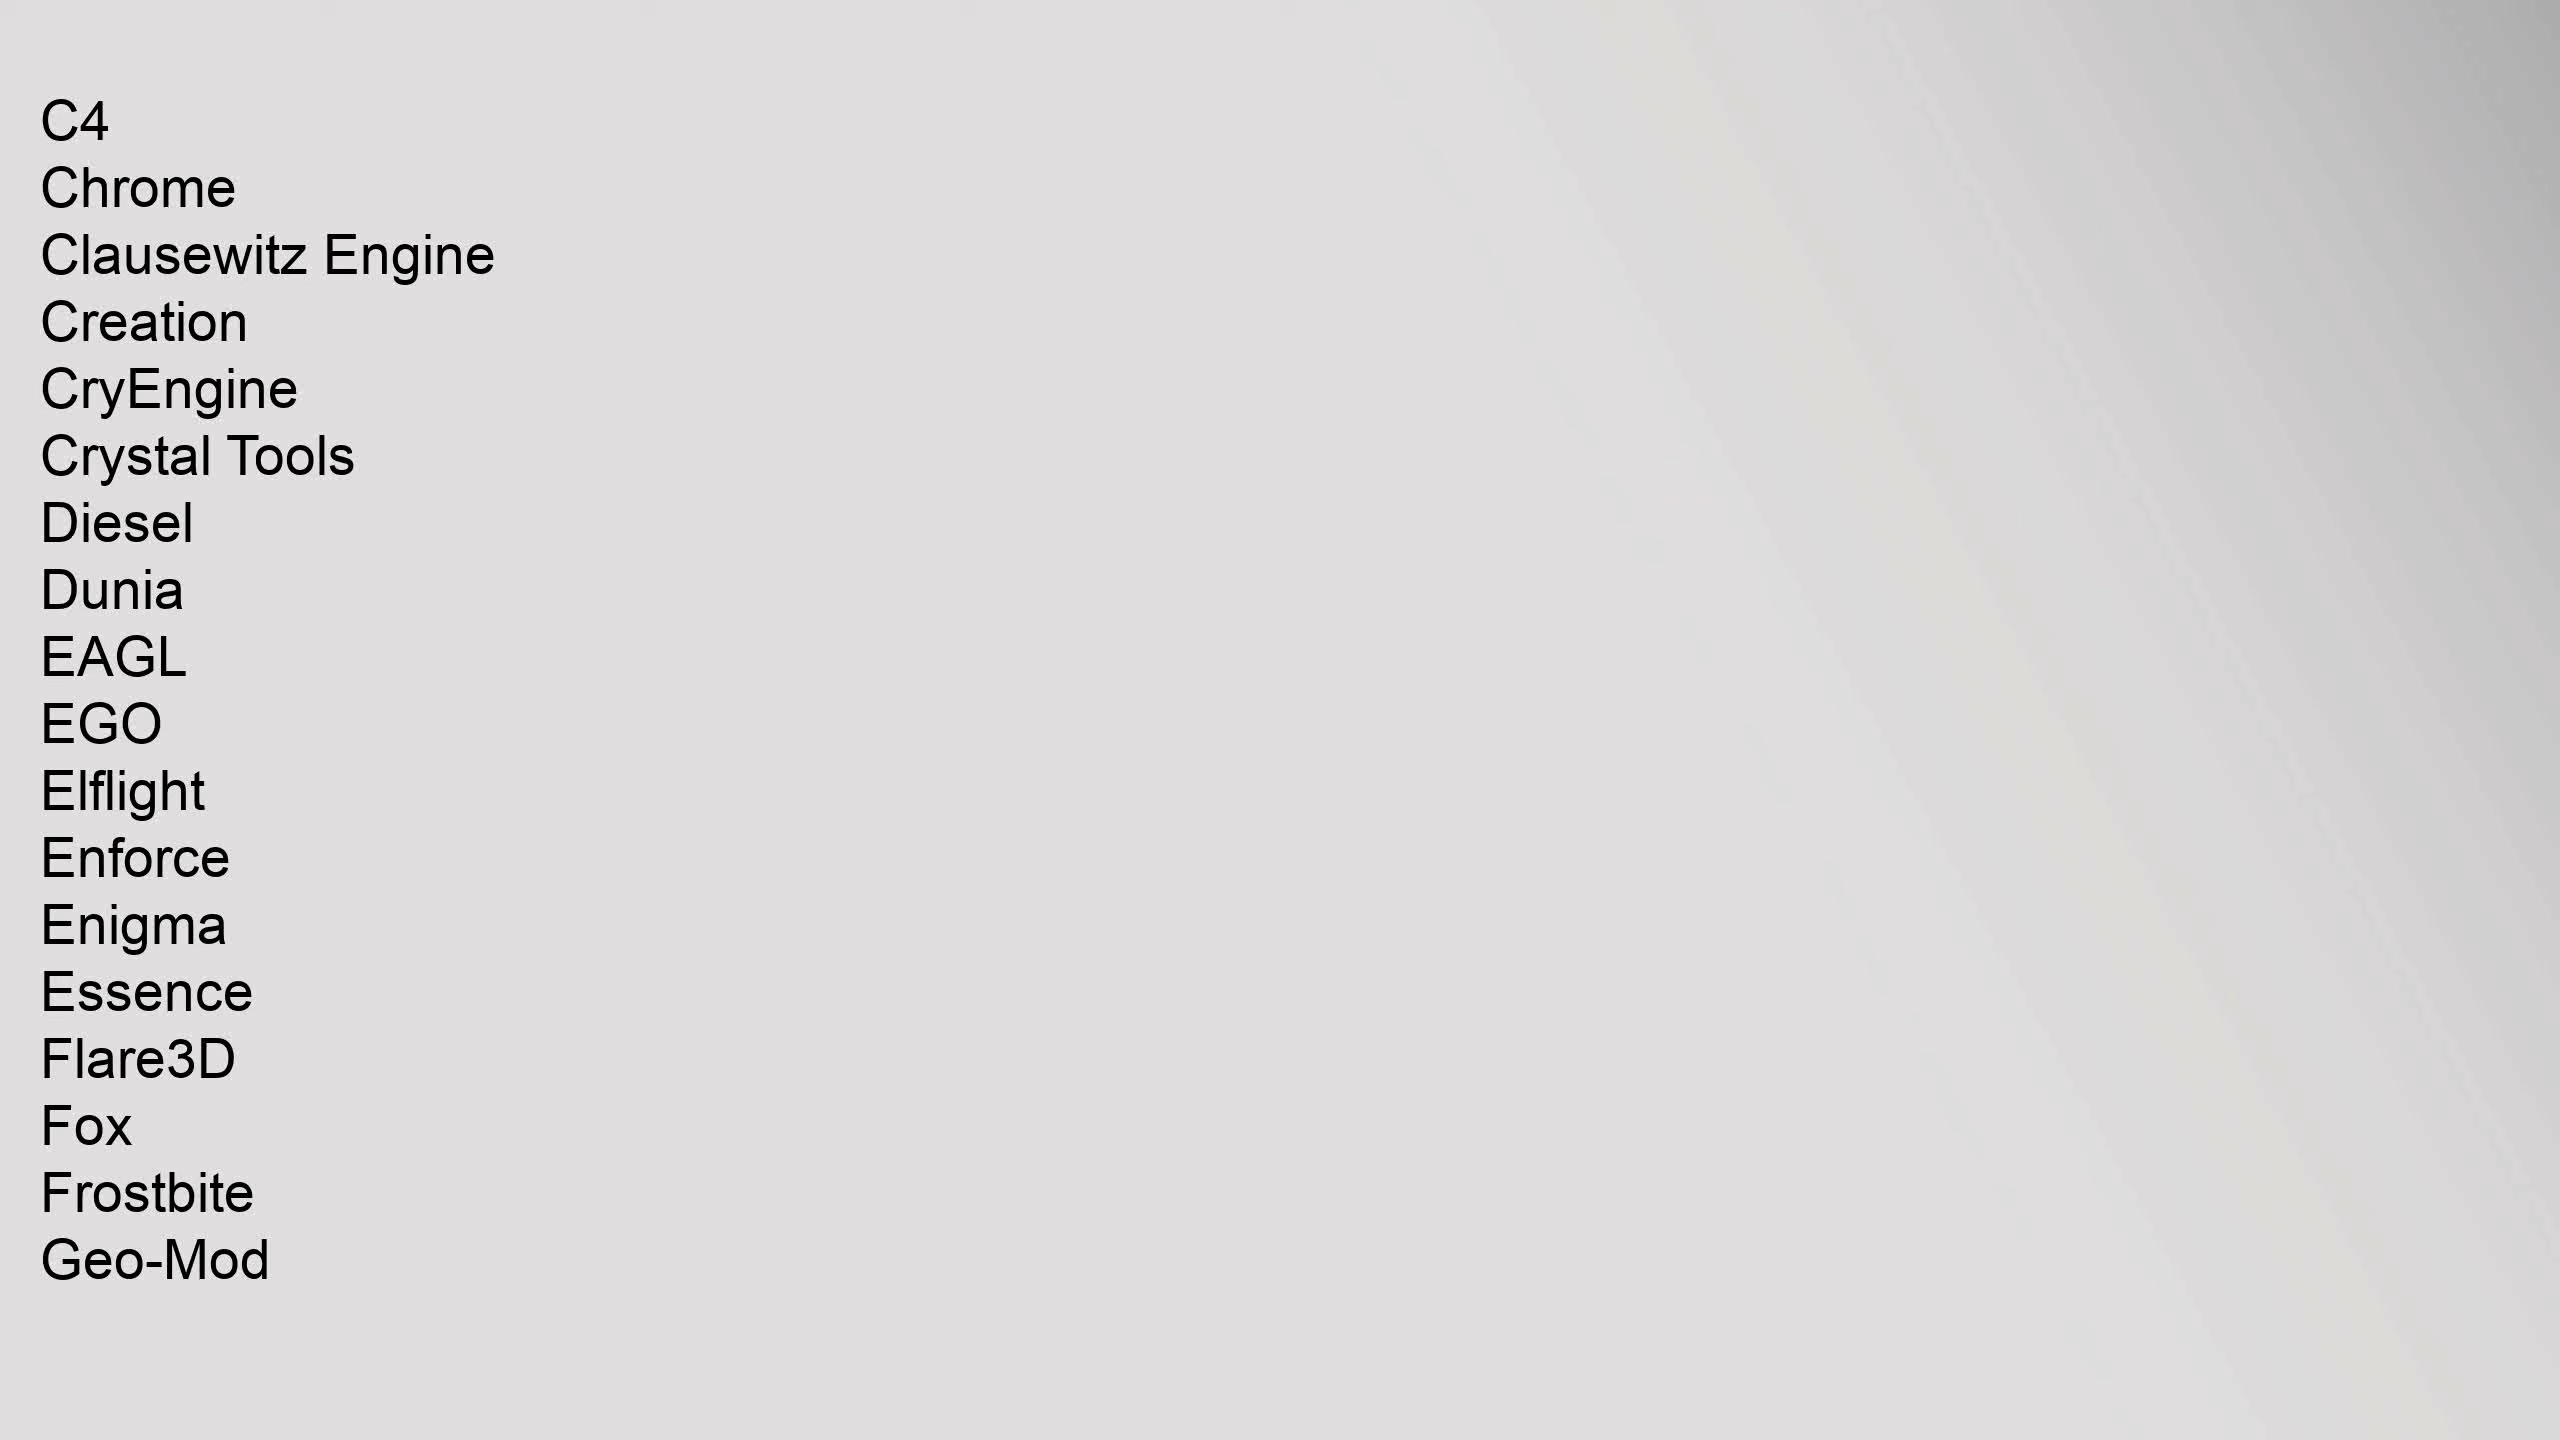 C4
Chrome
Clausewitz Engine
Creation
CryEngine
Crystal Tools
Diesel
Dunia
EAGL
EGO
Elflight
Enforce
Enigma
Essence
Flare3D
Fox
Frostbite
Geo-Mod